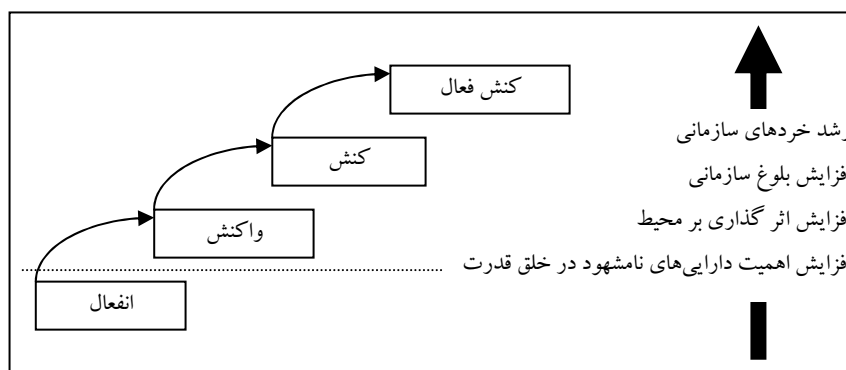 کنش فعال
رشد خردهای سازمانی
کنش
فزایش بلوغ سازمانی
واکنش
فزایش اثر گذاری بر محیط
فزایش اهمیت دارایی‌های نامشهود در خلق قدرت
انفعال